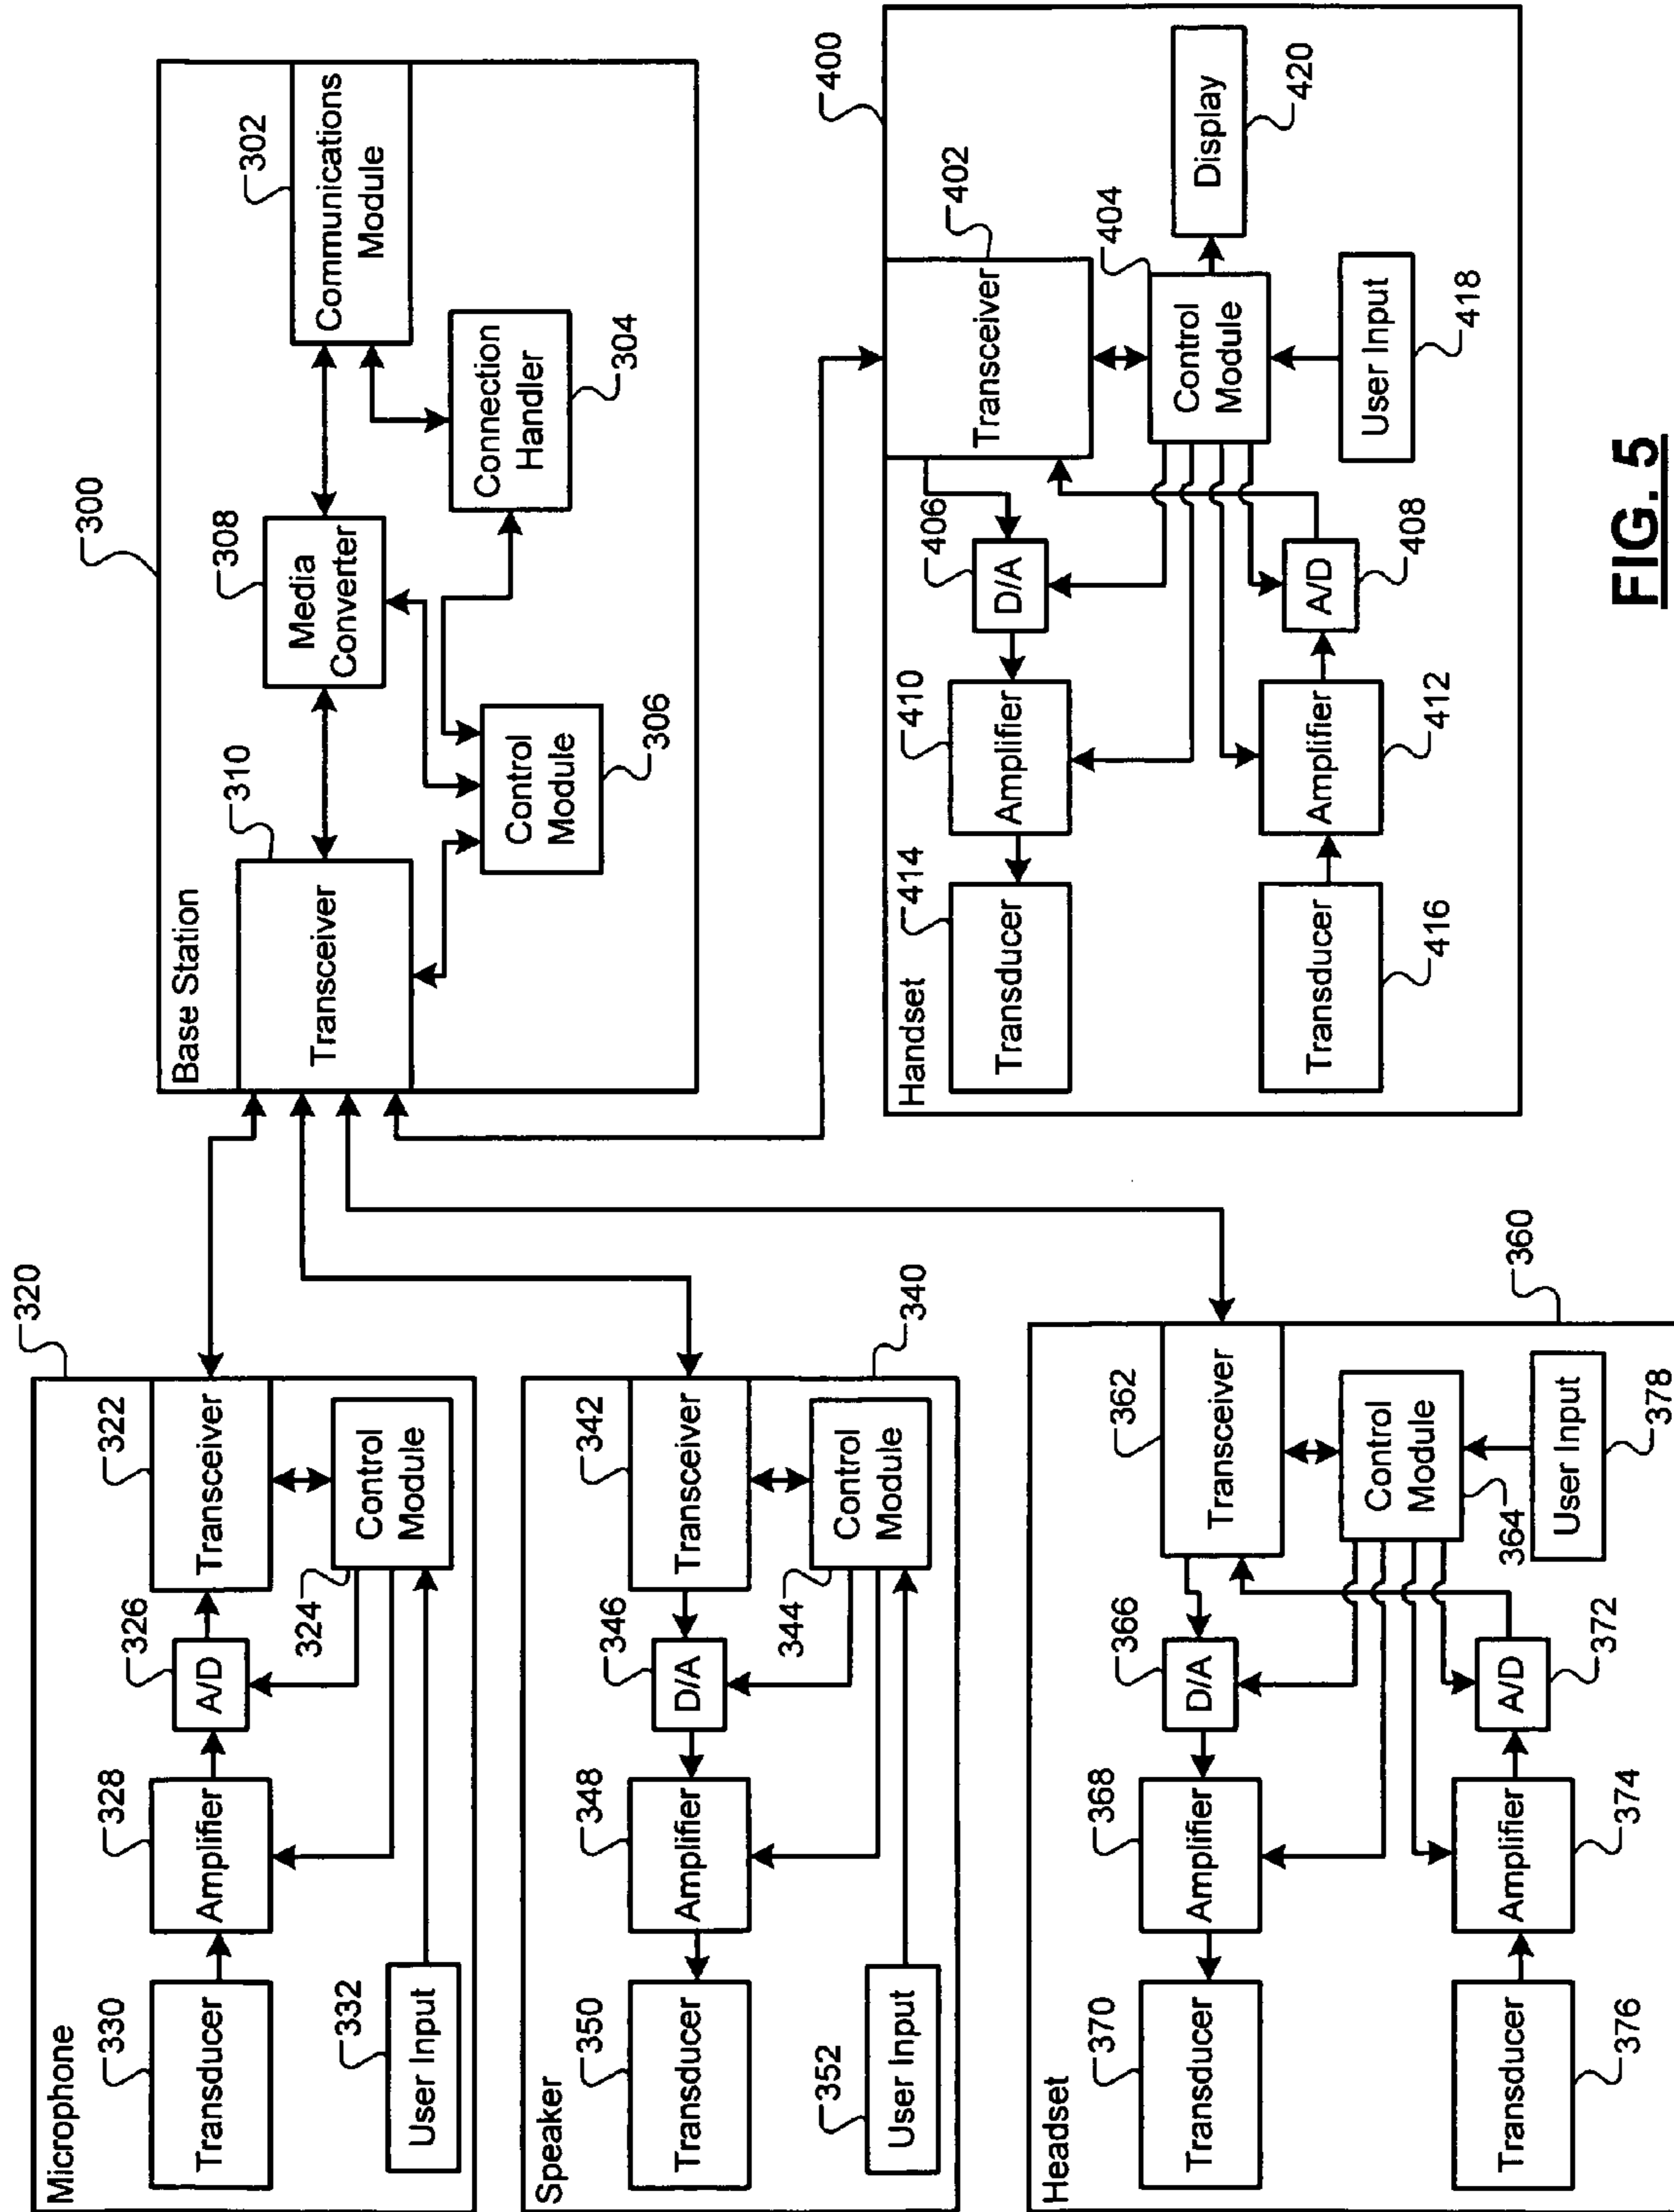 Microphone
320
330
Transducer
328
Amplifier
326
A/D
322
Transceiver
324
Control
Module
332
User Input
Speaker
340
350
Transducer
348
Amplifier
346
D/A
342
Transceiver
344
Control
Module
352
User Input
Headset
360
370
Transducer
368
Amplifier
366
D/A
362
Transceiver
364
Control
Module
376
Transducer
374
Amplifier
372
A/D
378
User Input
Base Station
300
310
Transceiver
308
Media
Converter
302
Communications
Module
306
Control
Module
304
Connection
Handler
Handset
400
414
Transducer
410
Amplifier
406
D/A
402
Transceiver
404
Control
Module
420
Display
416
Transducer
412
Amplifier
408
A/D
418
User Input
FIG. 5